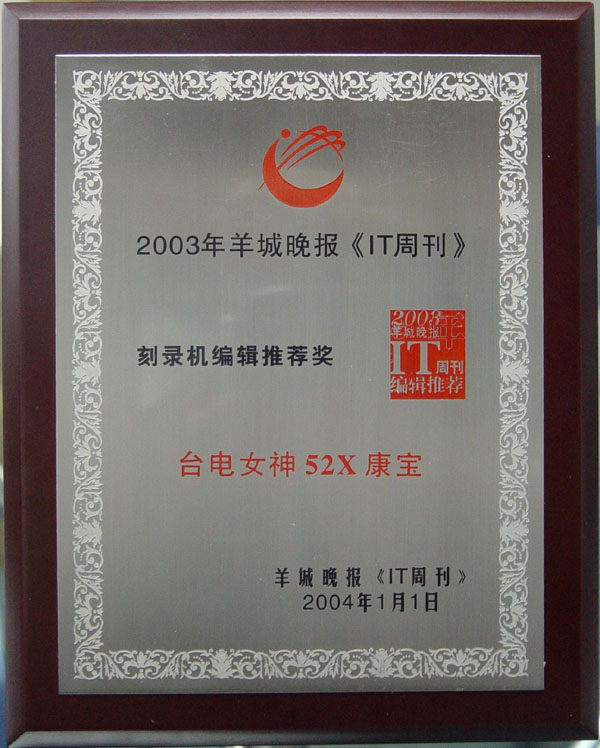 2003年羊城晚报《IT周刊》
刻录机编辑推荐奖
2003
羊城晚报
IT周刊
编辑推荐
台电女神 52X 康宝
羊城晚报《IT周刊》
2004年1月1日